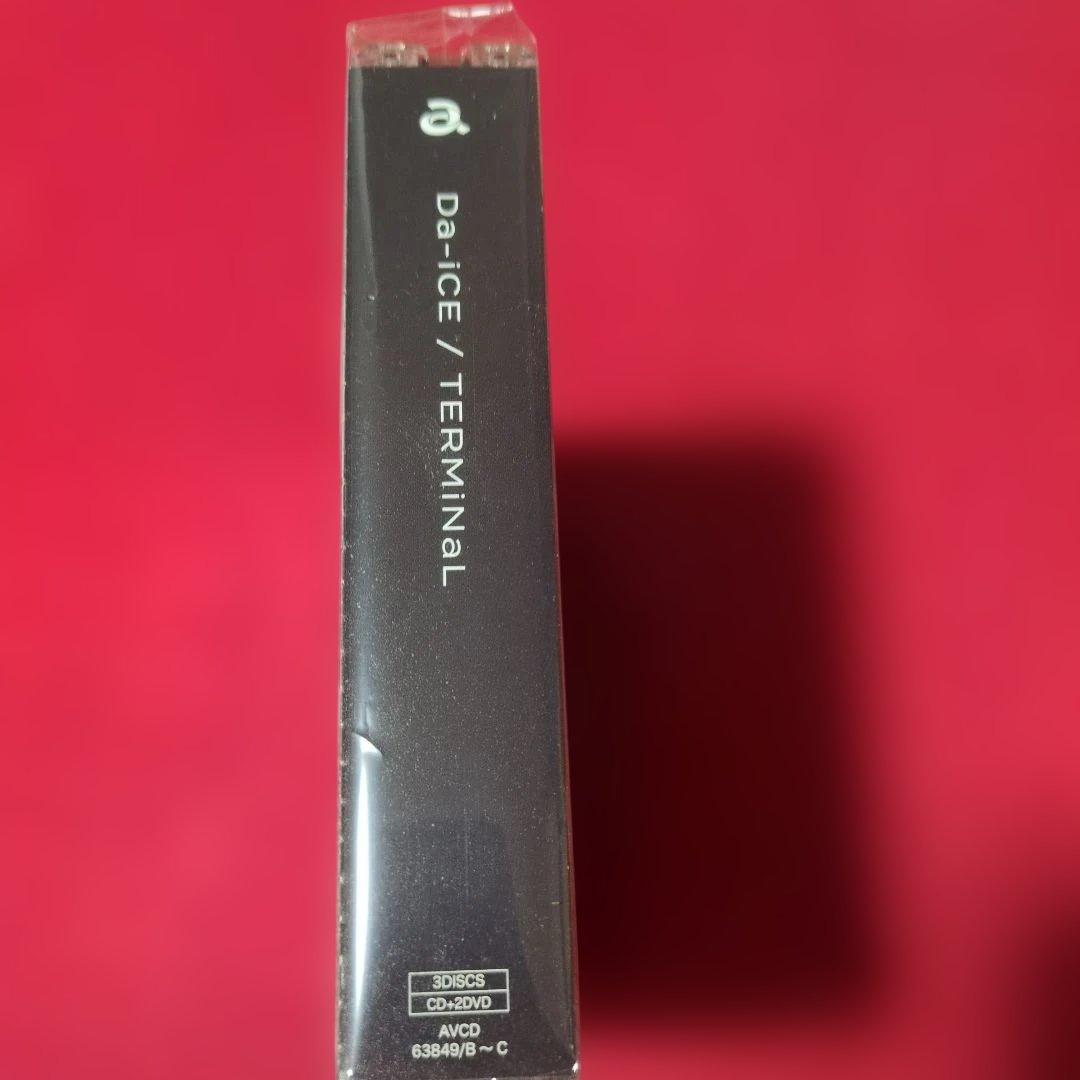 a
Da-iCE / TERMiNaL
3DISCS
CD+2DVD
AVCD
63849/B～C